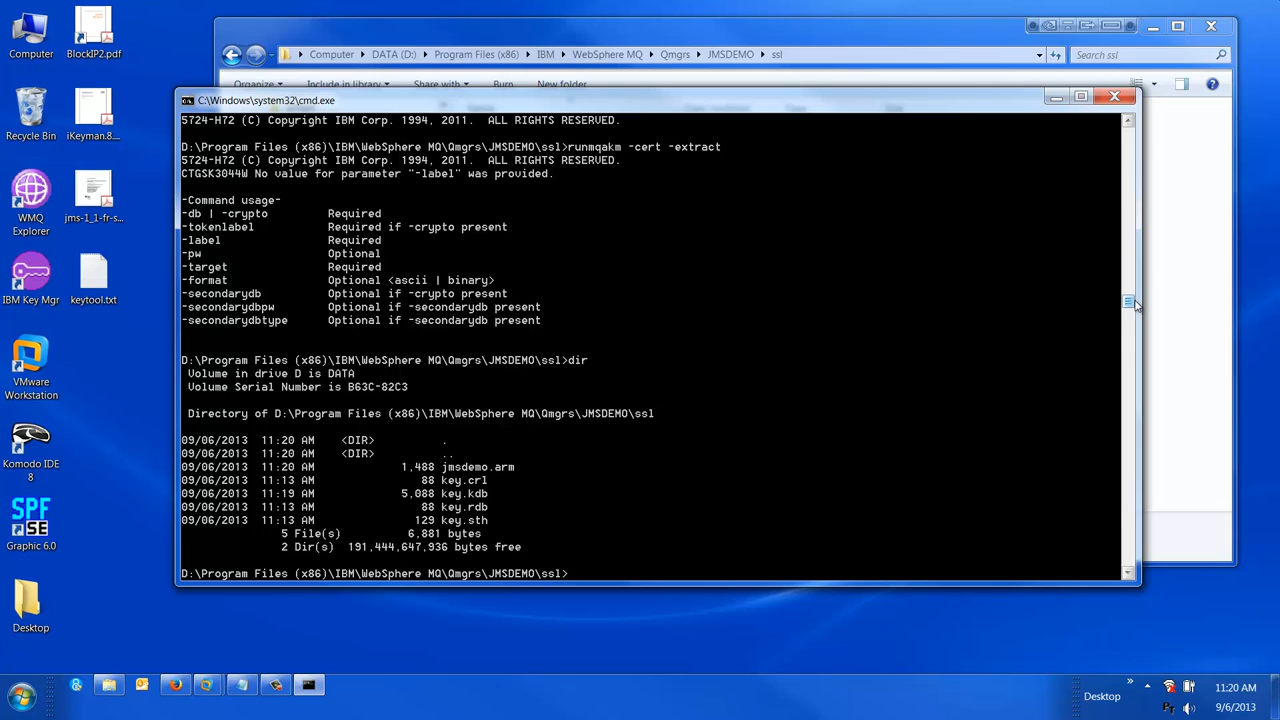 Computer
BlockIP2.pdf
Recycle Bin
iKeyman.8....
WMQ
Explorer
jms-1_1-fr-s...
IBM Key Mgr
keytool.txt
VMware
Workstation
Komodo IDE
8
SPF
SE
Graphic 6.0
Desktop
Computer DATA (D:) Program Files (x86) IBM WebSphere MQ Qmgrs JMSDEMO ssl
Search ssl
Organize Include in library Share with Burn New folder
C:\Windows\system32\cmd.exe
5724-H72 (C) Copyright IBM Corp. 1994, 2011.  ALL RIGHTS RESERVED.
D:\Program Files (x86)\IBM\WebSphere MQ\Qmgrs\JMSDEMO\ssl>runmqakm -cert -extract
5724-H72 (C) Copyright IBM Corp. 1994, 2011.  ALL RIGHTS RESERVED.
CTGSK3044W No value for parameter "-label" was provided.
-Command usage-
-db | -crypto Required
-tokenlabel Required if -crypto present
-label Required
-pw Optional
-target Required
-format Optional <ascii | binary>
-secondarydb Optional if -crypto present
-secondarydbpw Optional if -secondarydb present
-secondarydbtype Optional if -secondarydb present
D:\Program Files (x86)\IBM\WebSphere MQ\Qmgrs\JMSDEMO\ssl>dir
Volume in drive D is DATA
Volume Serial Number is B63C-82C3
Directory of D:\Program Files (x86)\IBM\WebSphere MQ\Qmgrs\JMSDEMO\ssl
09/06/2013  11:20 AM    <DIR>          .
09/06/2013  11:20 AM    <DIR>          ..
09/06/2013  11:20 AM             1,488 jmsdemo.arm
09/06/2013  11:13 AM                88 key.crl
09/06/2013  11:19 AM             5,088 key.kdb
09/06/2013  11:13 AM                88 key.rdb
09/06/2013  11:13 AM               129 key.sth
5 File(s)          6,881 bytes
2 Dir(s)  191,444,647,936 bytes free
D:\Program Files (x86)\IBM\WebSphere MQ\Qmgrs\JMSDEMO\ssl>
Desktop
11:20 AM
9/6/2013